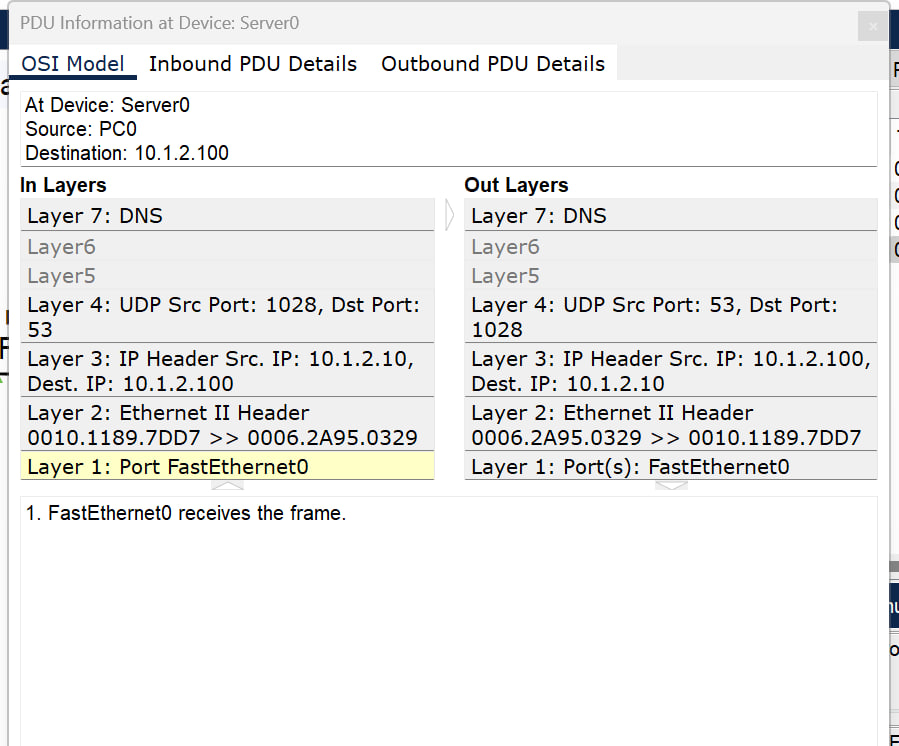 PDU Information at Device: Server0
OSI Model
Inbound PDU Details
Outbound PDU Details
At Device: Server0
Source: PC0
Destination: 10.1.2.100
In Layers
Layer 7: DNS
Layer6
Layer5
Layer 4: UDP Src Port: 1028, Dst Port:
53
Layer 3: IP Header Src. IP: 10.1.2.10,
Dest. IP: 10.1.2.100
Layer 2: Ethernet II Header
0010.1189.7DD7 >> 0006.2A95.0329
Layer 1: Port FastEthernet0
Out Layers
Layer 7: DNS
Layer6
Layer5
Layer 4: UDP Src Port: 53, Dst Port:
1028
Layer 3: IP Header Src. IP: 10.1.2.100,
Dest. IP: 10.1.2.10
Layer 2: Ethernet II Header
0006.2A95.0329 >> 0010.1189.7DD7
Layer 1: Port(s): FastEthernet0
1. FastEthernet0 receives the frame.